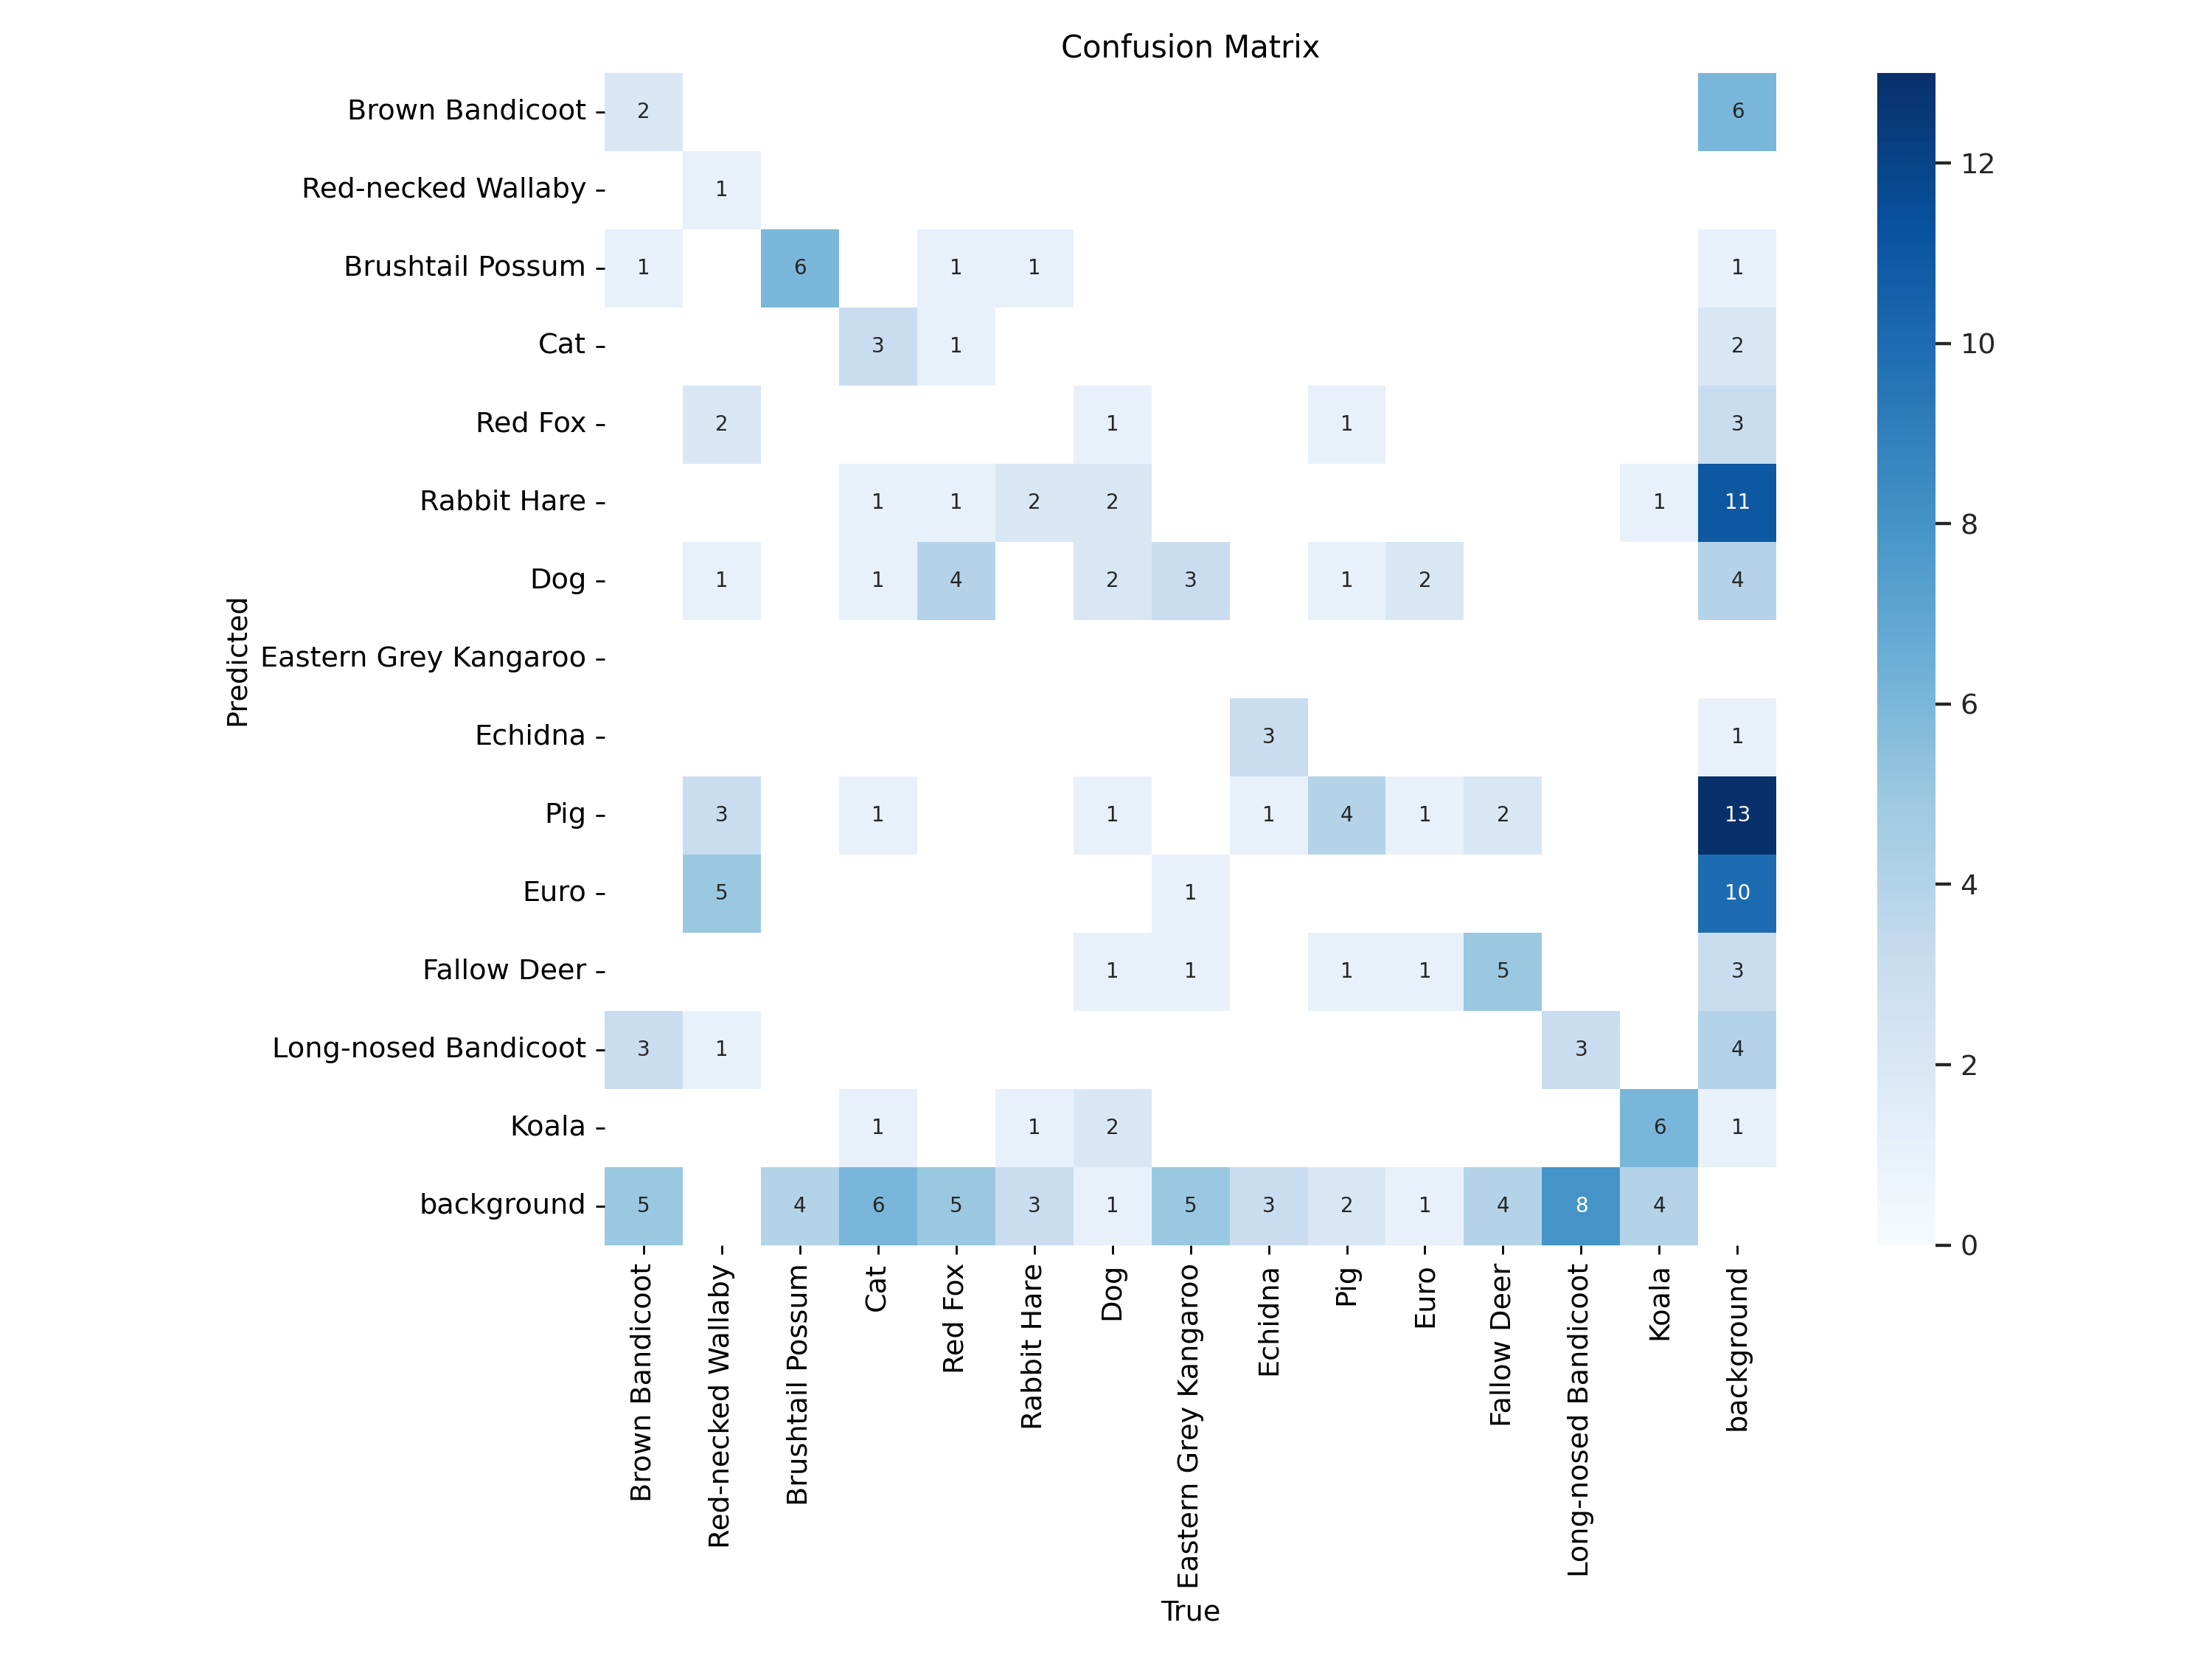 Confusion Matrix
Brown Bandicoot 2 6
Red-necked Wallaby 1
Brushtail Possum 1 6 1 1 1
Cat 3 1 2
Red Fox 2 1 1 3
Rabbit Hare 1 1 2 2 1 11
Dog 1 1 4 2 3 1 2 4
Eastern Grey Kangaroo
Echidna 3 1
Pig 3 1 1 1 4 1 2 13
Euro 5 1 10
Fallow Deer 1 1 1 1 5 3
Long-nosed Bandicoot 3 1 3 4
Koala 1 1 2 6 1
background 5 4 6 5 3 1 5 3 2 1 4 8 4
Predicted
Brown Bandicoot
Red-necked Wallaby
Brushtail Possum
Cat
Red Fox
Rabbit Hare
Dog
Eastern Grey Kangaroo
Echidna
Pig
Euro
Fallow Deer
Long-nosed Bandicoot
Koala
background
True
12
10
8
6
4
2
0